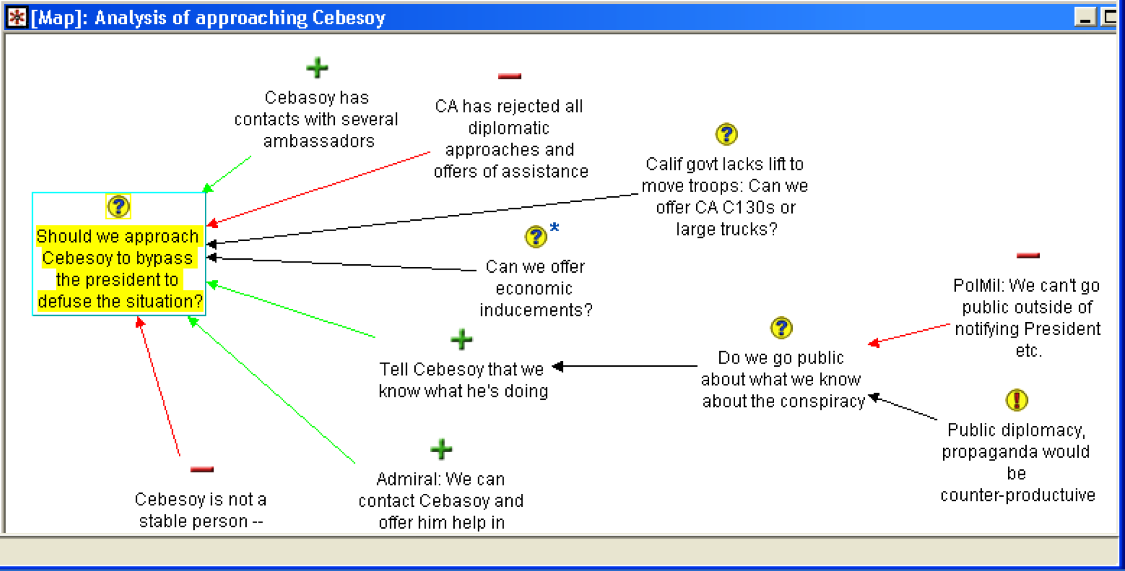 [Map]: Analysis of approaching Cebesoy
Cebasoy has
contacts with several
ambassadors
CA has rejected all
diplomatic
approaches and
offers of assistance
Calif govt lacks lift to
move troops: Can we
offer CA C130s or
large trucks?
Should we approach
Cebesoy to bypass
the president to
defuse the situation?
Can we offer
economic
inducements?
PolMil: We can't go
public outside of
notifying President
etc.
Tell Cebesoy that we
know what he's doing
Do we go public
about what we know
about the conspiracy
Public diplomacy,
propaganda would
be
counter-productuive
Cebesoy is not a
stable person --
Admiral: We can
contact Cebasoy and
offer him help in